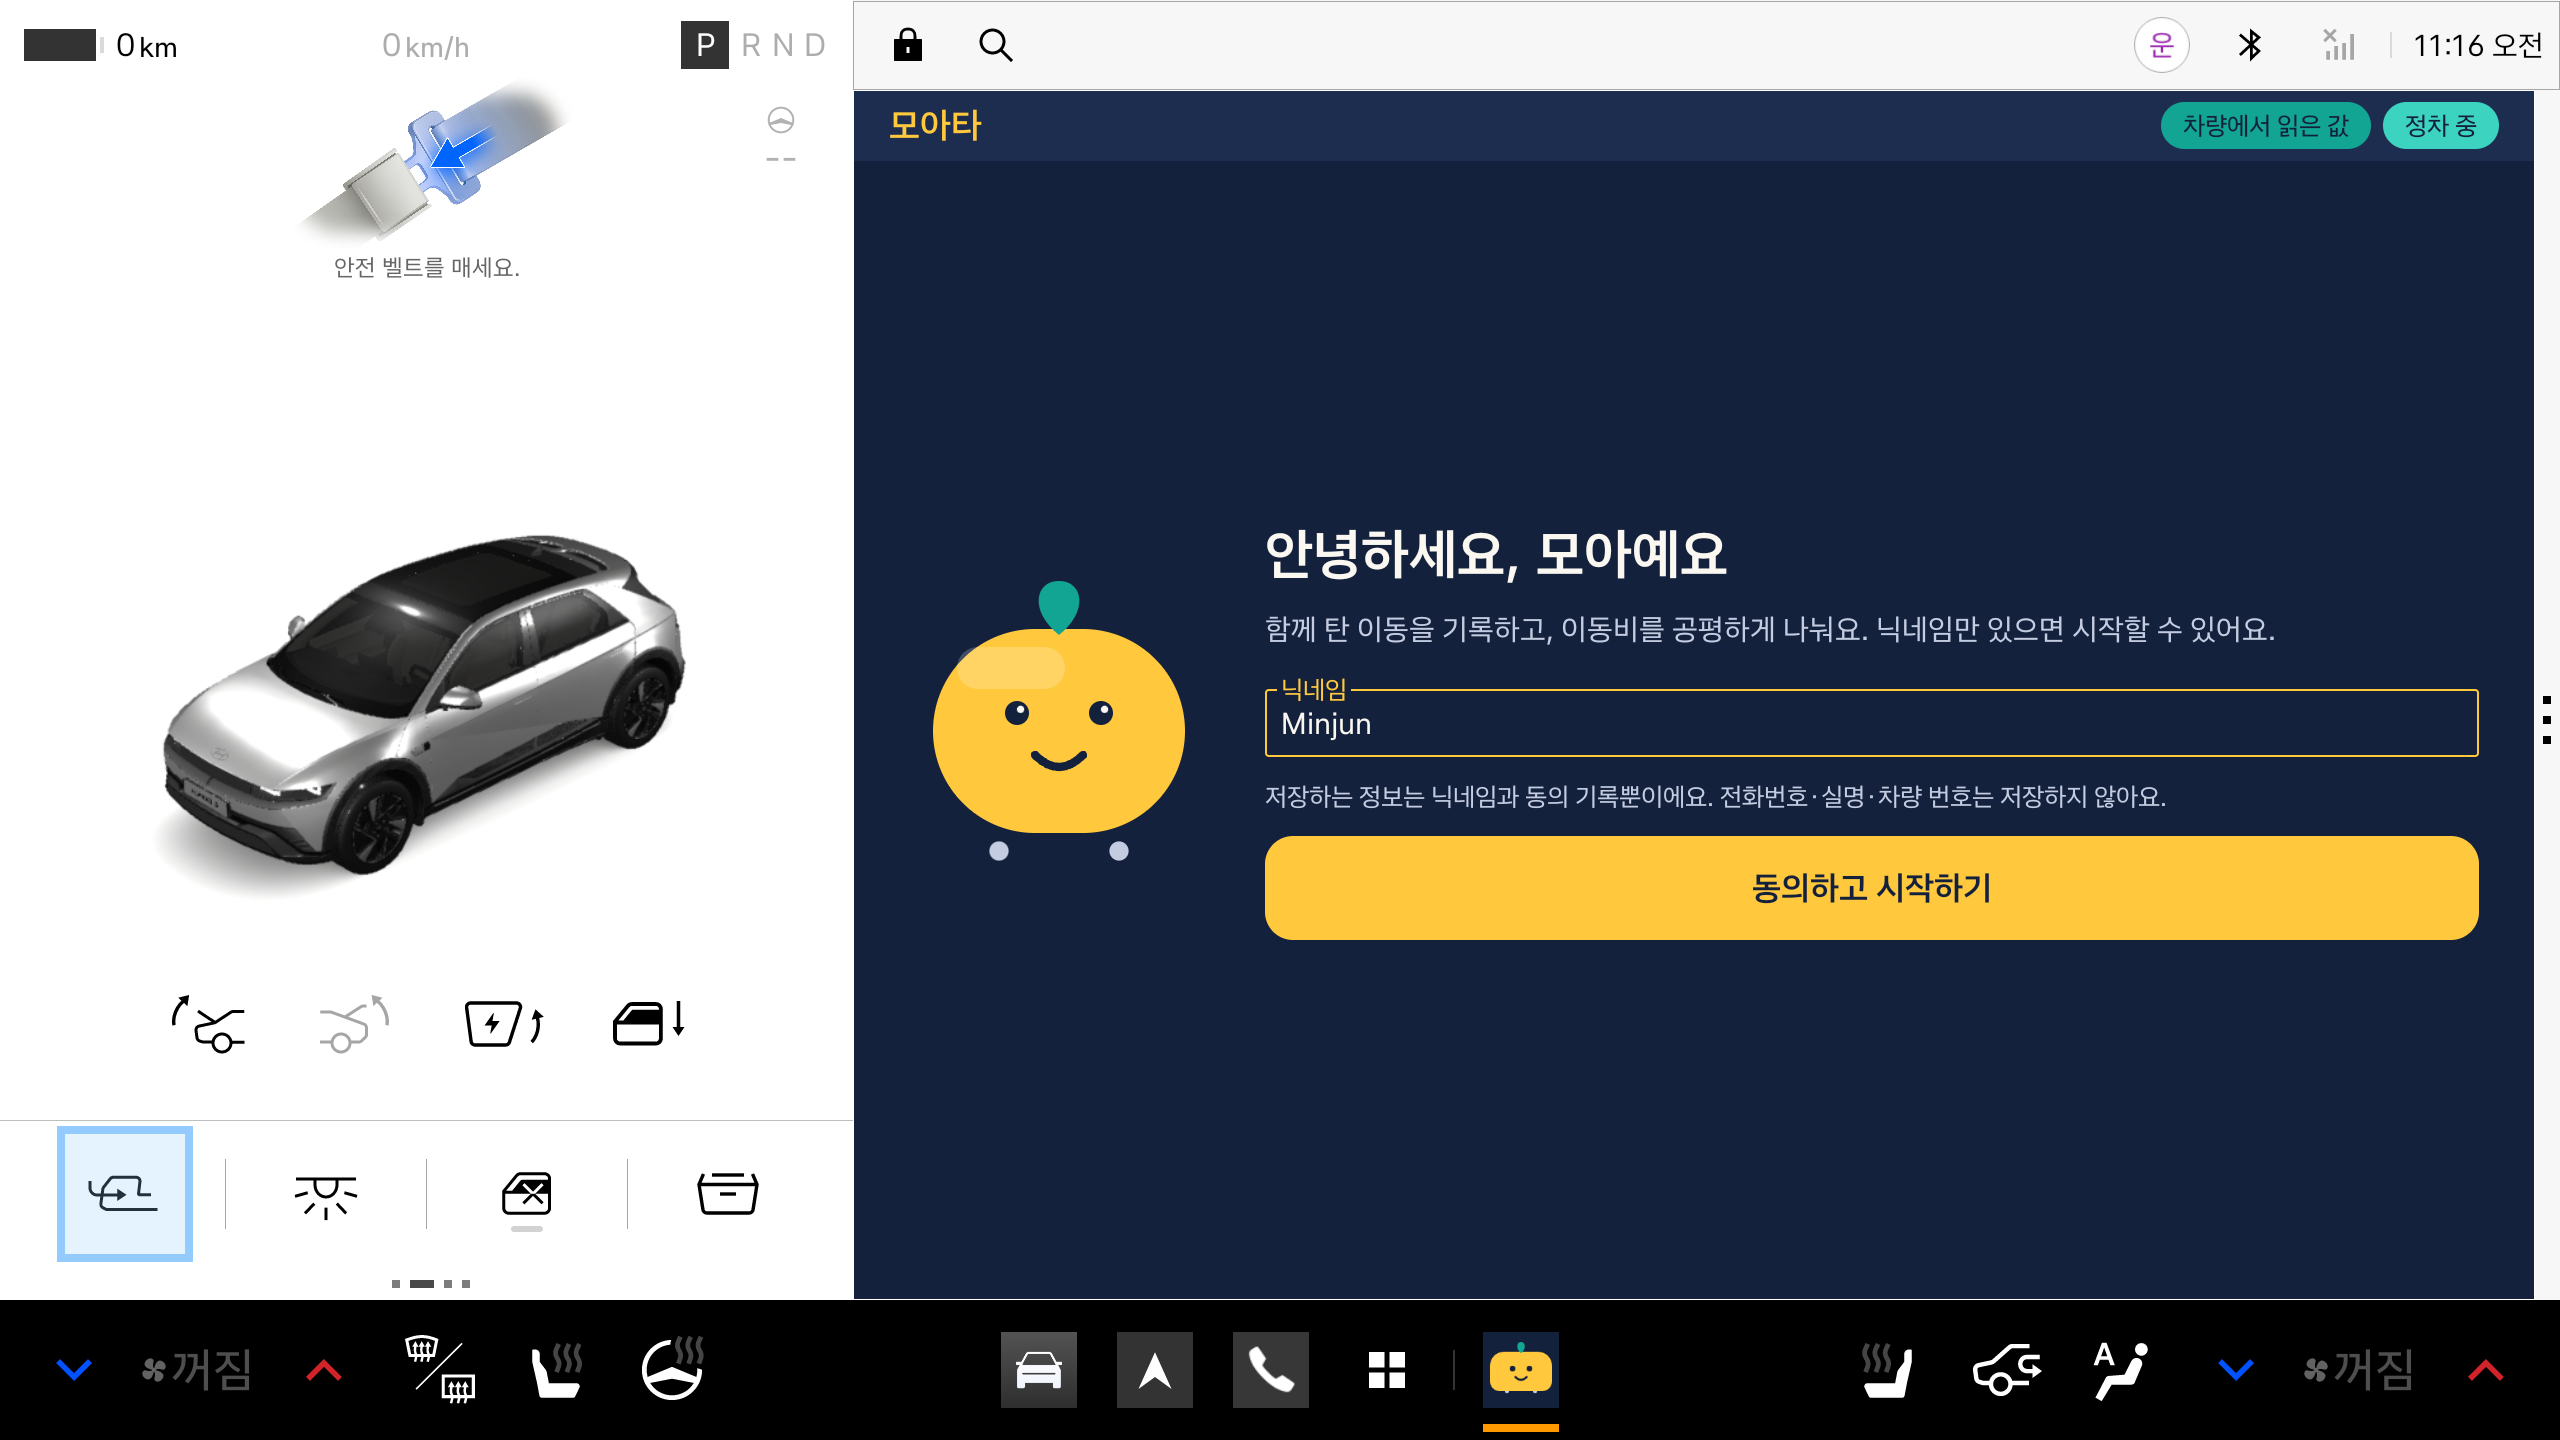 0 km
0 km/h
P R N D
안전 벨트를 매세요.
--
운
11:16 오전
모아타
차량에서 읽은 값
정차 중
안녕하세요, 모아예요
함께 탄 이동을 기록하고, 이동비를 공평하게 나눠요. 닉네임만 있으면 시작할 수 있어요.
닉네임
Minjun
저장하는 정보는 닉네임과 동의 기록뿐이에요. 전화번호·실명·차량 번호는 저장하지 않아요.
동의하고 시작하기
꺼짐
A
꺼짐